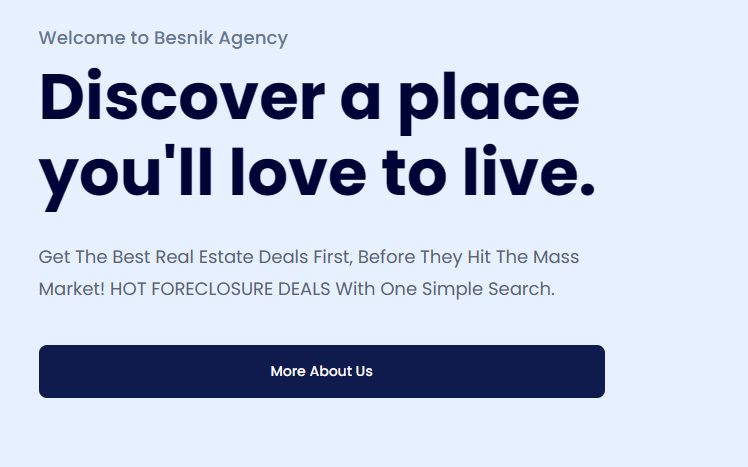 Welcome to Besnik Agency
Discover a place
you'll love to live.
Get The Best Real Estate Deals First, Before They Hit The Mass
Market! HOT FORECLOSURE DEALS With One Simple Search.
More About Us